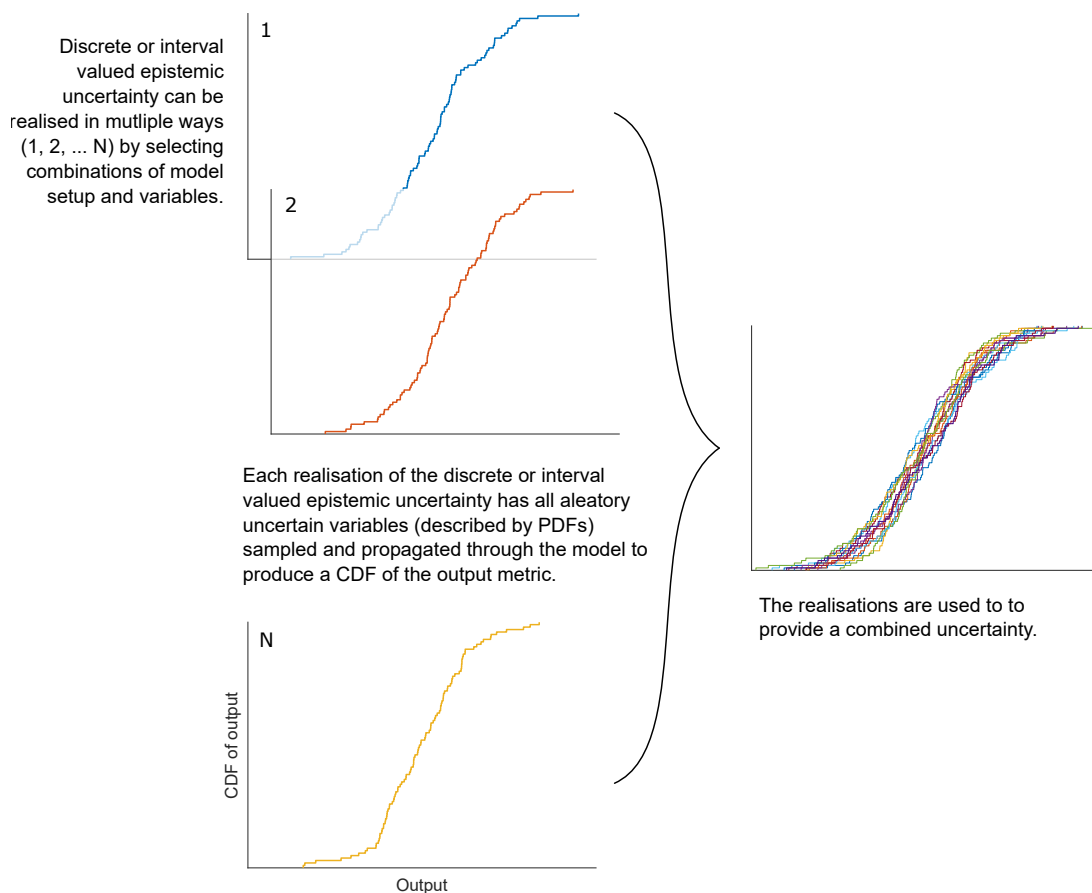 1
Discrete or interval
valued epistemic
uncertainty can be
realised in mutliple ways
(1, 2, ... N) by selecting
combinations of model
setup and variables.
2
Each realisation of the discrete or interval
valued epistemic uncertainty has all aleatory
uncertain variables (described by PDFs)
sampled and propagated through the model to
produce a CDF of the output metric.
The realisations are used to to
provide a combined uncertainty.
N
CDF of output
Output